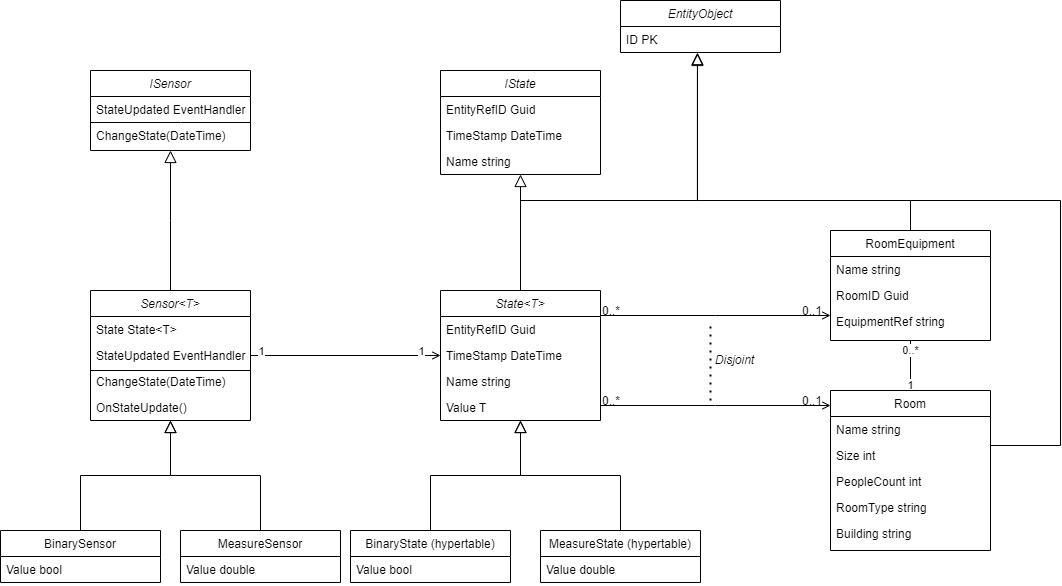 EntityObject
ID PK
ISensor
StateUpdated EventHandler
ChangeState(DateTime)
IState
EntityRefID Guid
TimeStamp DateTime
Name string
RoomEquipment
Name string
RoomID Guid
EquipmentRef string
Sensor<T>
State State<T>
StateUpdated EventHandler
ChangeState(DateTime)
OnStateUpdate()
1
1
State<T>
EntityRefID Guid
TimeStamp DateTime
Name string
Value T
0..*
0..1
Disjoint
0..*
0..1
0..*
1
Room
Name string
Size int
PeopleCount int
RoomType string
Building string
BinarySensor
Value bool
MeasureSensor
Value double
BinaryState (hypertable)
Value bool
MeasureState (hypertable)
Value double